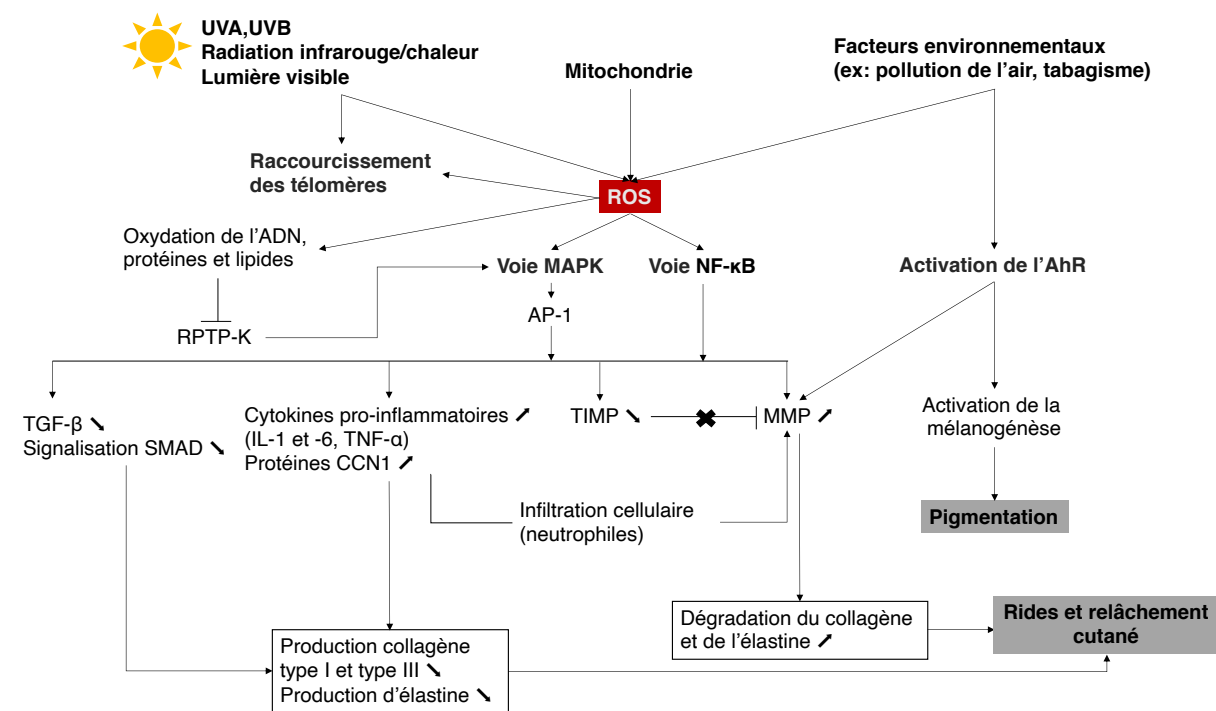 UVA,UVB
Radiation infrarouge/chaleur
Lumière visible
Mitochondrie
Facteurs environmentaux
(ex: pollution de l'air, tabagisme)
Raccourcissement
des télomères
ROS
Oxydation de l'ADN,
protéines et lipides
Voie MAPK
Voie NF-κB
Activation de l'AhR
AP-1
RPTP-K
TGF-β ➘
Signalisation SMAD ➘
Cytokines pro-inflammatoires ➚
(IL-1 et -6, TNF-α)
Protéines CCN1 ➚
TIMP ➘
MMP ➚
Activation de la
mélanogénèse
Infiltration cellulaire
(neutrophiles)
Pigmentation
Dégradation du collagène
et de l'élastine ➚
Rides et relâchement
cutané
Production collagène
type I et type III ➘
Production d'élastine ➘